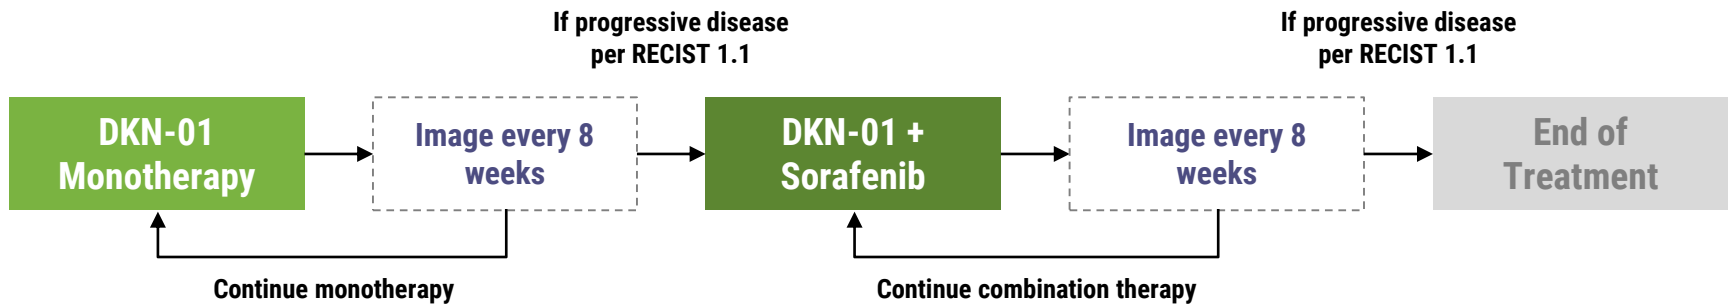 If progressive disease
per RECIST 1.1
If progressive disease
per RECIST 1.1
DKN-01
Monotherapy
Image every 8
weeks
DKN-01 +
Sorafenib
Image every 8
weeks
End of
Treatment
Continue monotherapy
Continue combination therapy